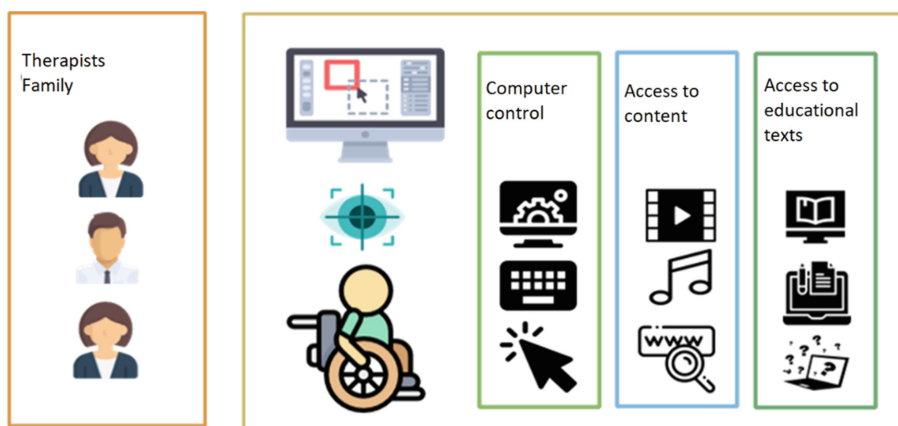 Therapists
Family
Computer
control
Access to
content
Access to
educational
texts
www